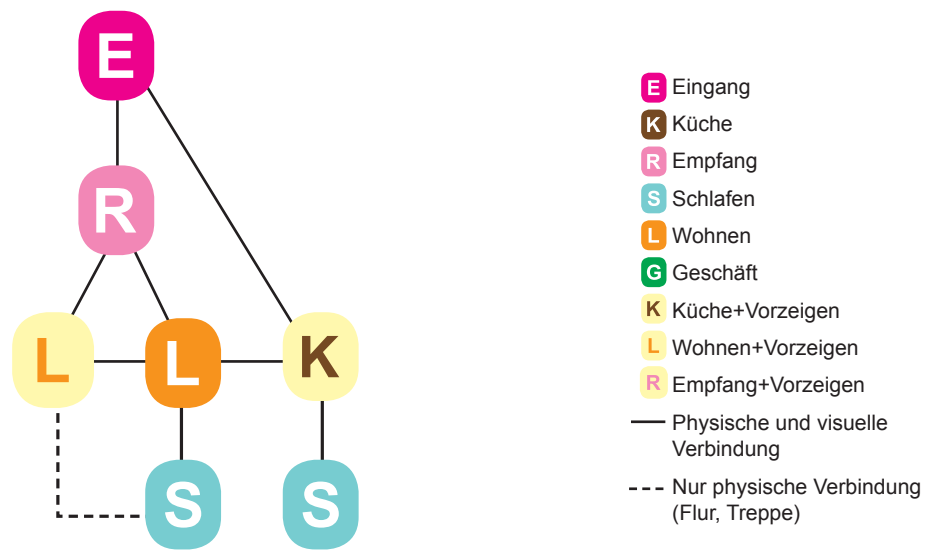 E
R
L
L
K
S
S
E Eingang
K Küche
R Empfang
S Schlafen
L Wohnen
G Geschäft
K Küche+Vorzeigen
L Wohnen+Vorzeigen
R Empfang+Vorzeigen
Physische und visuelle
Verbindung
Nur physische Verbindung
(Flur, Treppe)